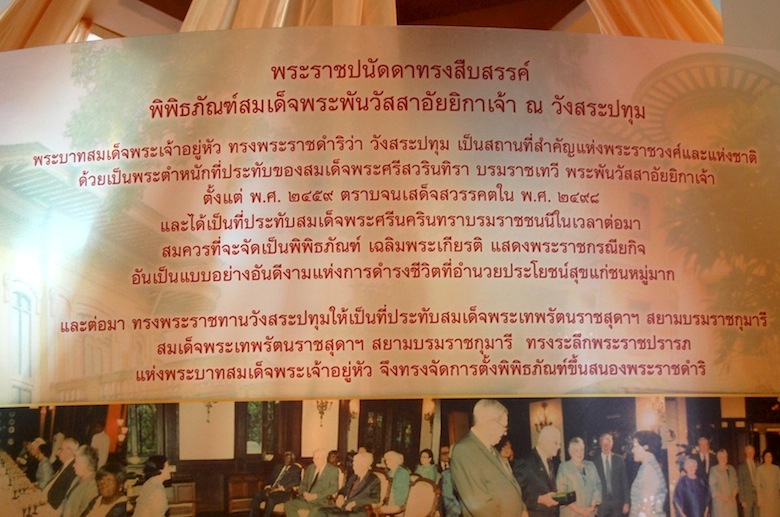 พระราชปนัดดาทรงสืบสรรค์
พิพิธภัณฑ์สมเด็จพระพันวัสสาอัยยิกาเจ้า ณ วังสระปทุม
พระบาทสมเด็จพระเจ้าอยู่หัว ทรงพระราชดำริว่า วังสระปทุม เป็นสถานที่สำคัญแห่งพระราชวงศ์และแห่งชาติ
ด้วยเป็นพระตำหนักที่ประทับของสมเด็จพระศรีสวรินทิรา บรมราชเทวี พระพันวัสสาอัยยิกาเจ้า
ตั้งแต่ พ.ศ. ๒๔๕๙ ตราบจนเสด็จสวรรคตใน พ.ศ. ๒๔๙๘
และได้เป็นที่ประทับสมเด็จพระศรีนครินทราบรมราชชนนีในเวลาต่อมา
สมควรที่จะจัดเป็นพิพิธภัณฑ์ เฉลิมพระเกียรติ แสดงพระราชกรณียกิจ
อันเป็นแบบอย่างอันดีงามแห่งการดำรงชีวิตที่อำนวยประโยชน์สุขแก่ชนหมู่มาก
และต่อมา ทรงพระราชทานวังสระปทุมให้เป็นที่ประทับสมเด็จพระเทพรัตนราชสุดาฯ สยามบรมราชกุมารี
สมเด็จพระเทพรัตนราชสุดาฯ สยามบรมราชกุมารี ทรงระลึกพระราชปรารภ
แห่งพระบาทสมเด็จพระเจ้าอยู่หัว จึงทรงจัดการตั้งพิพิธภัณฑ์ขึ้นสนองพระราชดำริ